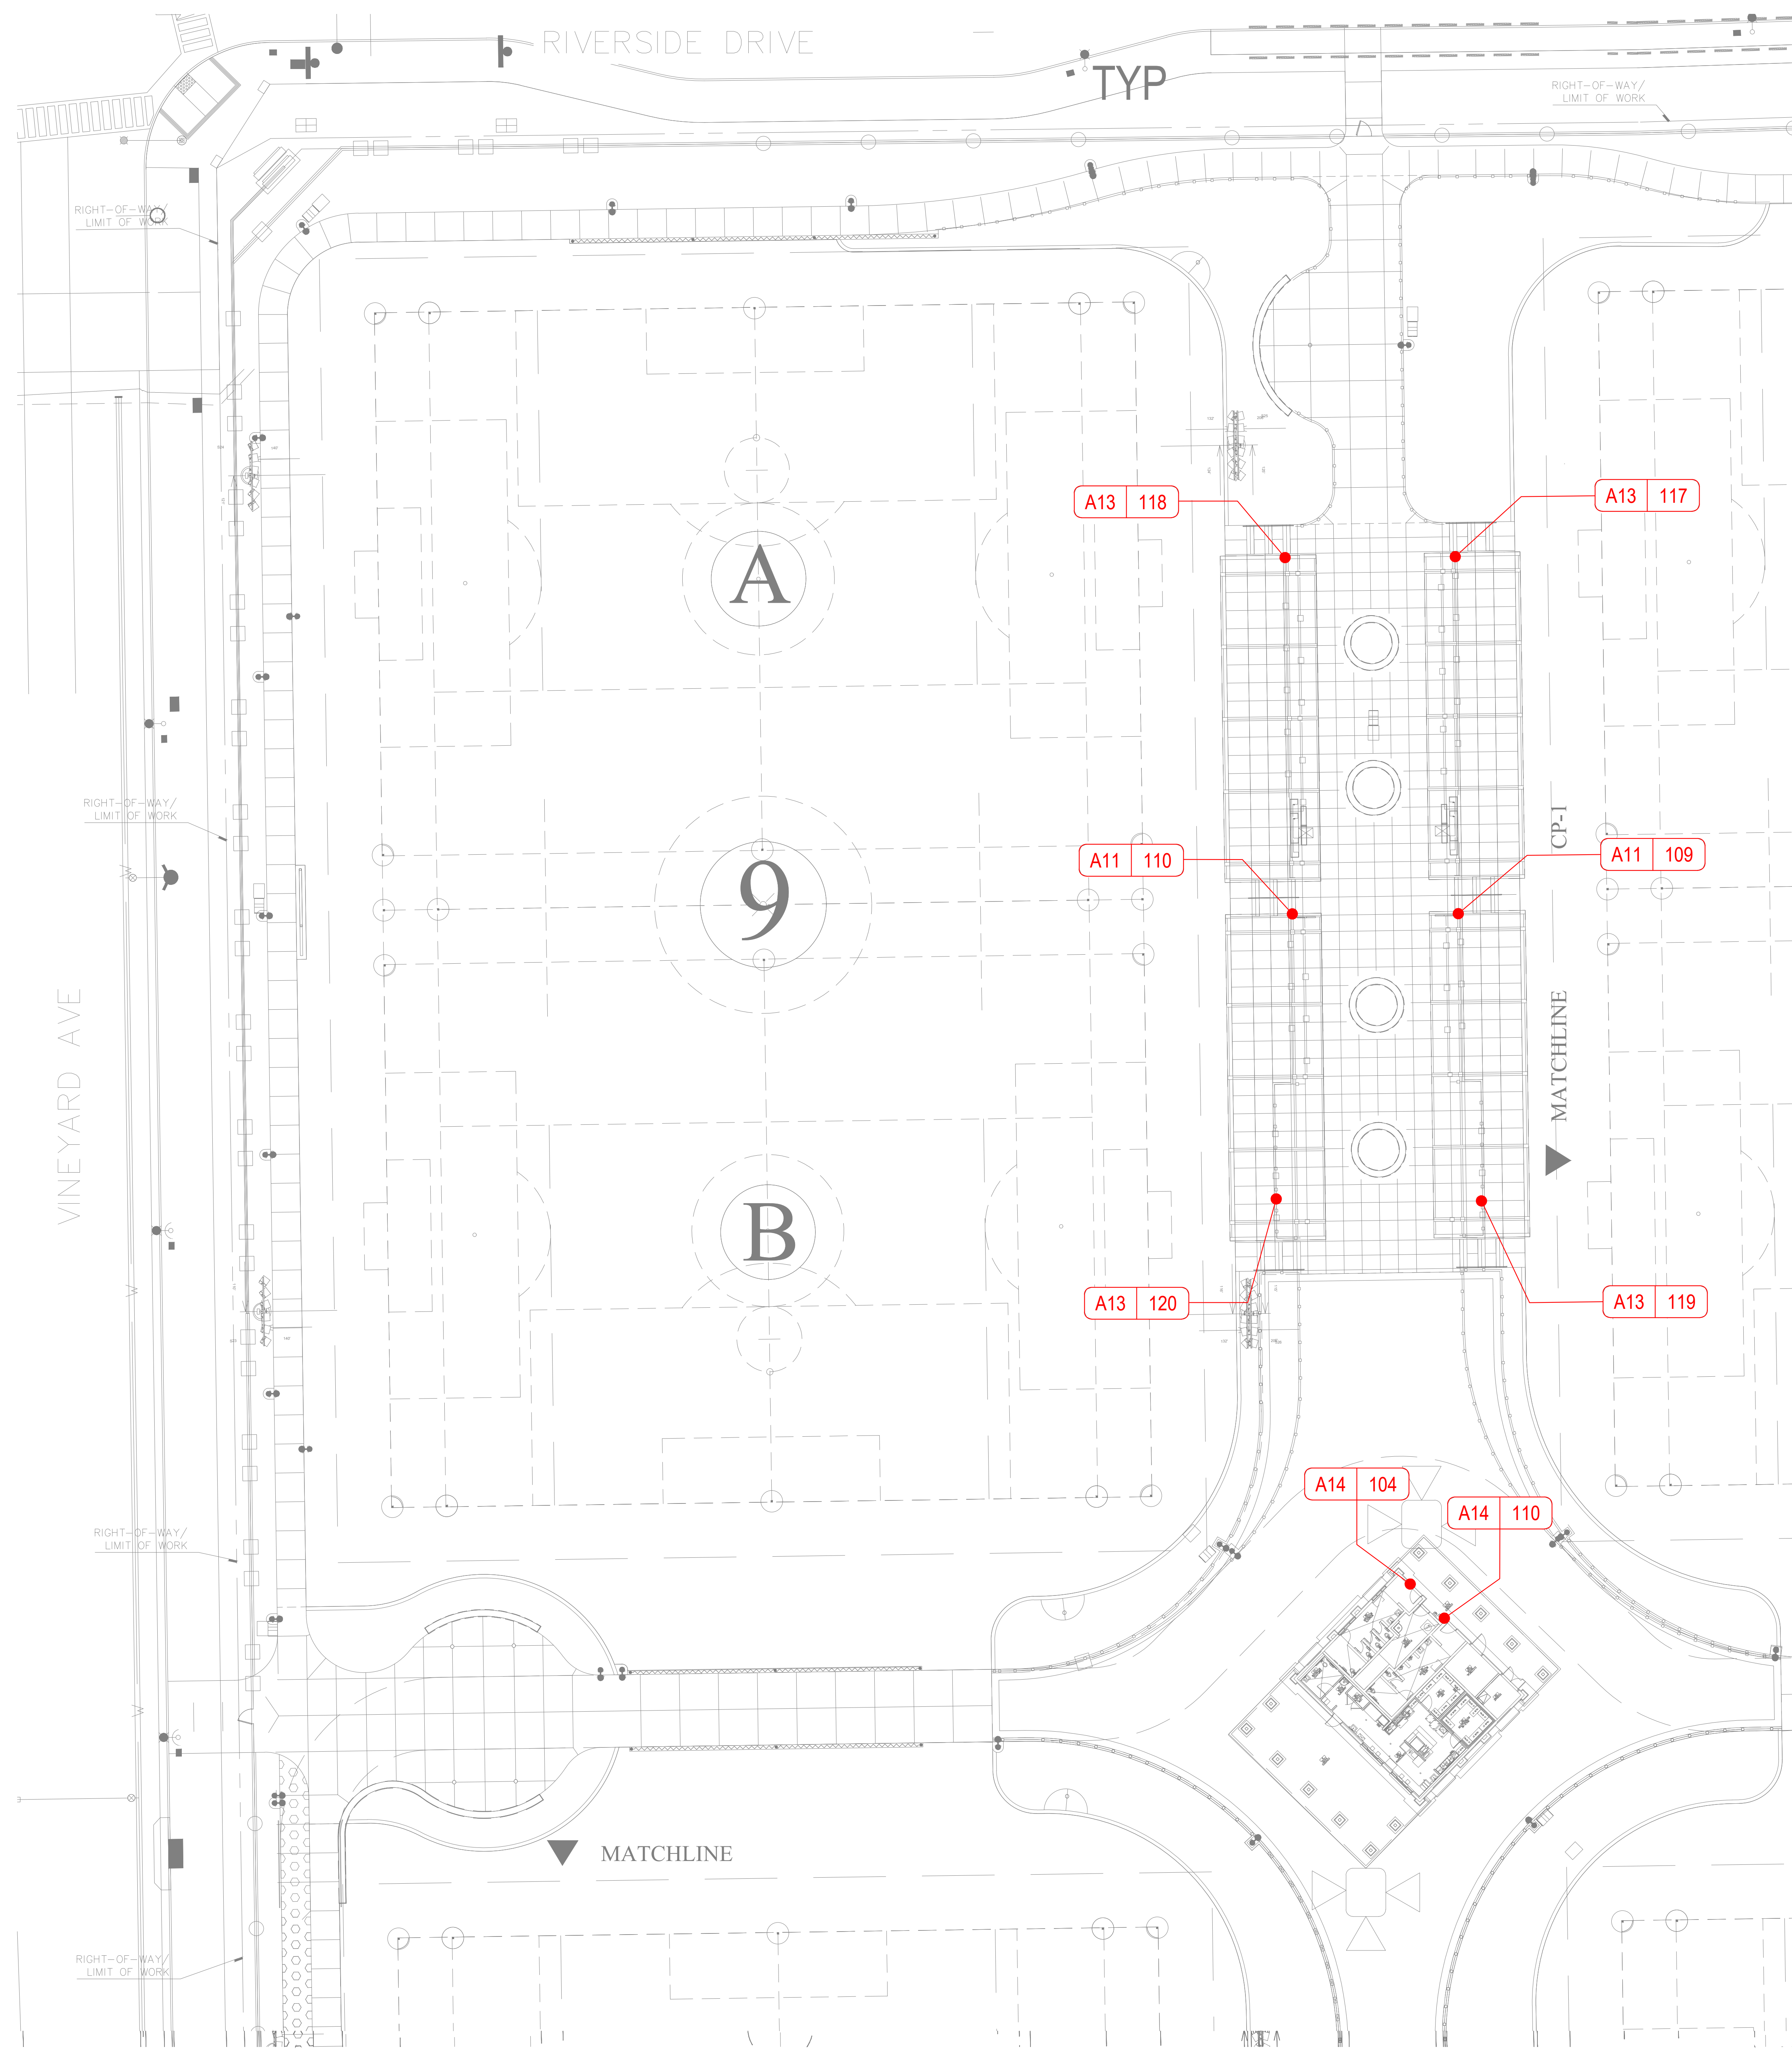 RIVERSIDE DRIVE
TYP
RIGHT-OF-WAY/
LIMIT OF WORK
RIGHT-OF-WAY/
LIMIT OF WORK
A13 118
A13 117
A
RIGHT-OF-WAY/
LIMIT OF WORK
CP-1
A11 110
A11 109
9
VINEYARD AVE
MATCHLINE
B
A13 120
A13 119
A14 104
A14 110
RIGHT-OF-WAY/
LIMIT OF WORK
MATCHLINE
RIGHT-OF-WAY/
LIMIT OF WORK